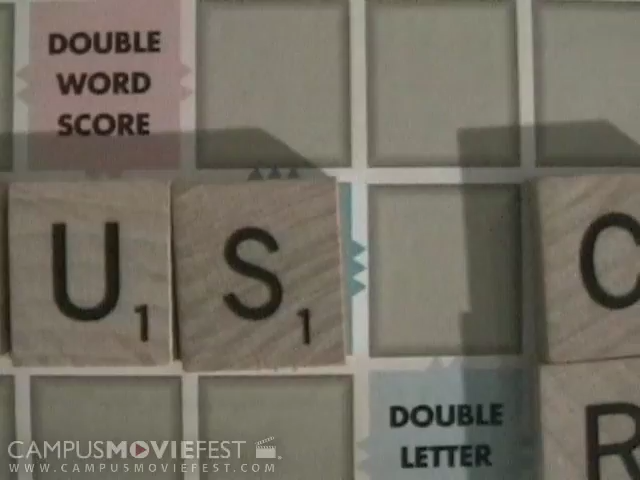 DOUBLE
WORD
SCORE
U1 S1 C
DOUBLE
LETTER
R
CAMPUSMOVIEFEST
WWW.CAMPUSMOVIEFEST.COM